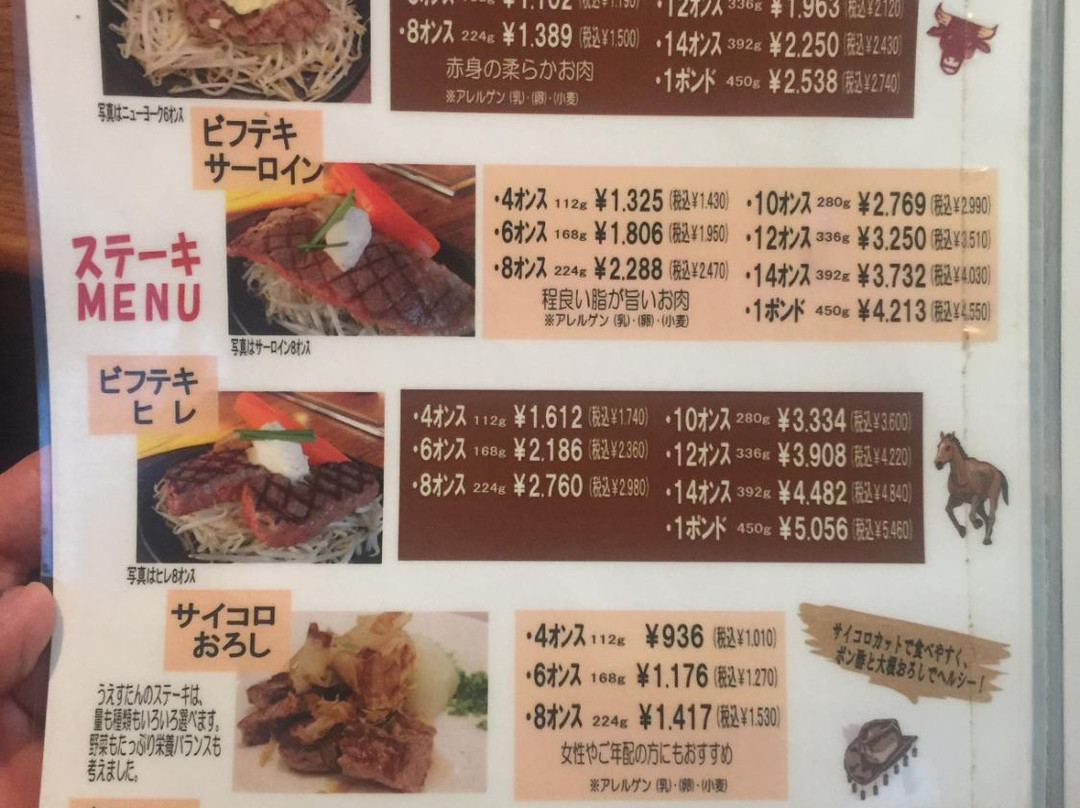 ¥1.102 (税込¥1.190)
・8オンス 224g ¥1.389 (税込¥1.500)
赤身の柔らかお肉
※アレルゲン (乳)・(卵)・(小麦)
・12オンス 336g ¥1.963 (税込¥2.120)
・14オンス 392g ¥2.250 (税込¥2.430)
・1ポンド 450g ¥2.538 (税込¥2.740)
写真はニューヨーク6オンス
ビフテキ
サーロイン
・4オンス 112g ¥1.325 (税込¥1.430)
・6オンス 168g ¥1.806 (税込¥1.950)
・8オンス 224g ¥2.288 (税込¥2.470)
程良い脂が旨いお肉
※アレルゲン (乳)・(卵)・(小麦)
・10オンス 280g ¥2.769 (税込¥2.990)
・12オンス 336g ¥3.250 (税込¥3.510)
・14オンス 392g ¥3.732 (税込¥4.030)
・1ポンド 450g ¥4.213 (税込¥4.550)
ステーキ
MENU
写真はサーロイン8オンス
ビフテキ
ヒレ
・4オンス 112g ¥1.612 (税込¥1.740)
・6オンス 168g ¥2.186 (税込¥2.360)
・8オンス 224g ¥2.760 (税込¥2.980)
・10オンス 280g ¥3.334 (税込¥3.600)
・12オンス 336g ¥3.908 (税込¥4.220)
・14オンス 392g ¥4.482 (税込¥4.840)
・1ポンド 450g ¥5.056 (税込¥5.460)
写真はヒレ8オンス
サイコロ
おろし
・4オンス 112g ¥936 (税込¥1.010)
・6オンス 168g ¥1.176 (税込¥1.270)
・8オンス 224g ¥1.417 (税込¥1.530)
女性やご年配の方にもおすすめ
※アレルゲン (乳)・(卵)・(小麦)
サイコロカットで食べやすく、
ポン酢と大根おろしでヘルシー!
うえすたんのステーキは、
量も種類もいろいろ選べます。
野菜もたっぷり栄養バランスも
考えました。